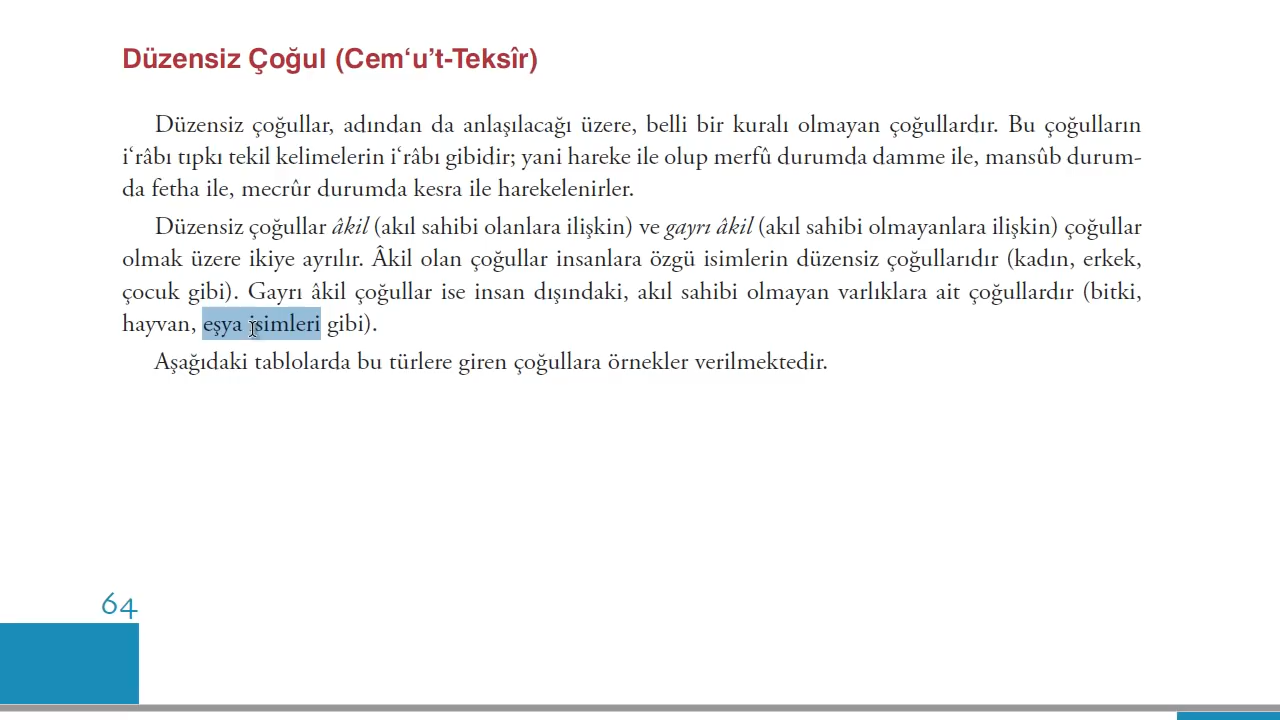 Düzensiz Çoğul (Cem‘u’t-Teksîr)
Düzensiz çoğullar, adından da anlaşılacağı üzere, belli bir kuralı olmayan çoğullardır. Bu çoğulların
i‘râbı tıpkı tekil kelimelerin i‘râbı gibidir; yani hareke ile olup merfû durumda damme ile, mansûb durum-
da fetha ile, mecrûr durumda kesra ile harekelenirler.
Düzensiz çoğullar âkil (akıl sahibi olanlara ilişkin) ve gayrı âkil (akıl sahibi olmayanlara ilişkin) çoğullar
olmak üzere ikiye ayrılır. Âkil olan çoğullar insanlara özgü isimlerin düzensiz çoğullarıdır (kadın, erkek,
çocuk gibi). Gayrı âkil çoğullar ise insan dışındaki, akıl sahibi olmayan varlıklara ait çoğullardır (bitki,
hayvan, eşya isimleri gibi).
Aşağıdaki tablolarda bu türlere giren çoğullara örnekler verilmektedir.
64